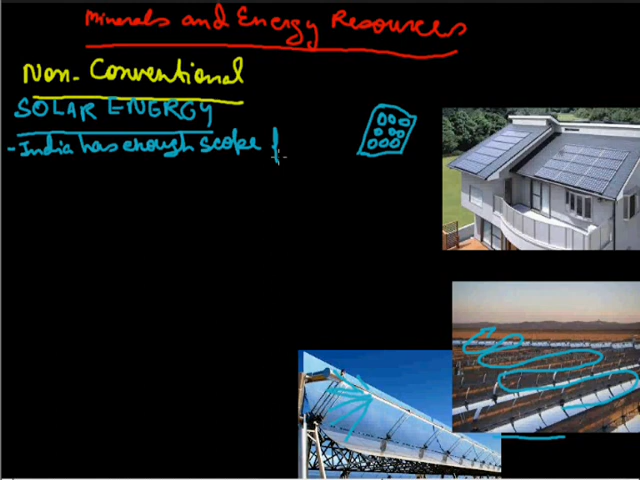 Minerals and Energy Resources
Non-Conventional
SOLAR ENERGY
- India has enough scope